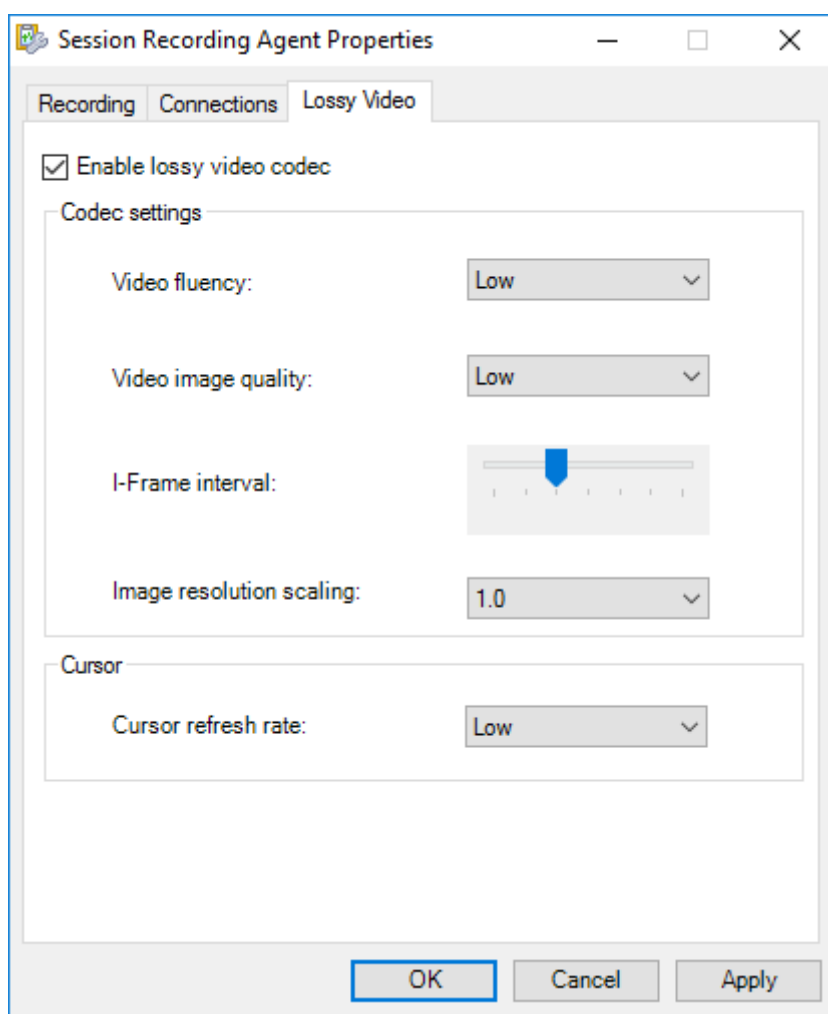 Session Recording Agent Properties
Recording Connections Lossy Video
Enable lossy video codec
Codec settings
Video fluency: Low
Video image quality: Low
I-Frame interval:
Image resolution scaling: 1.0
Cursor
Cursor refresh rate: Low
OK Cancel Apply